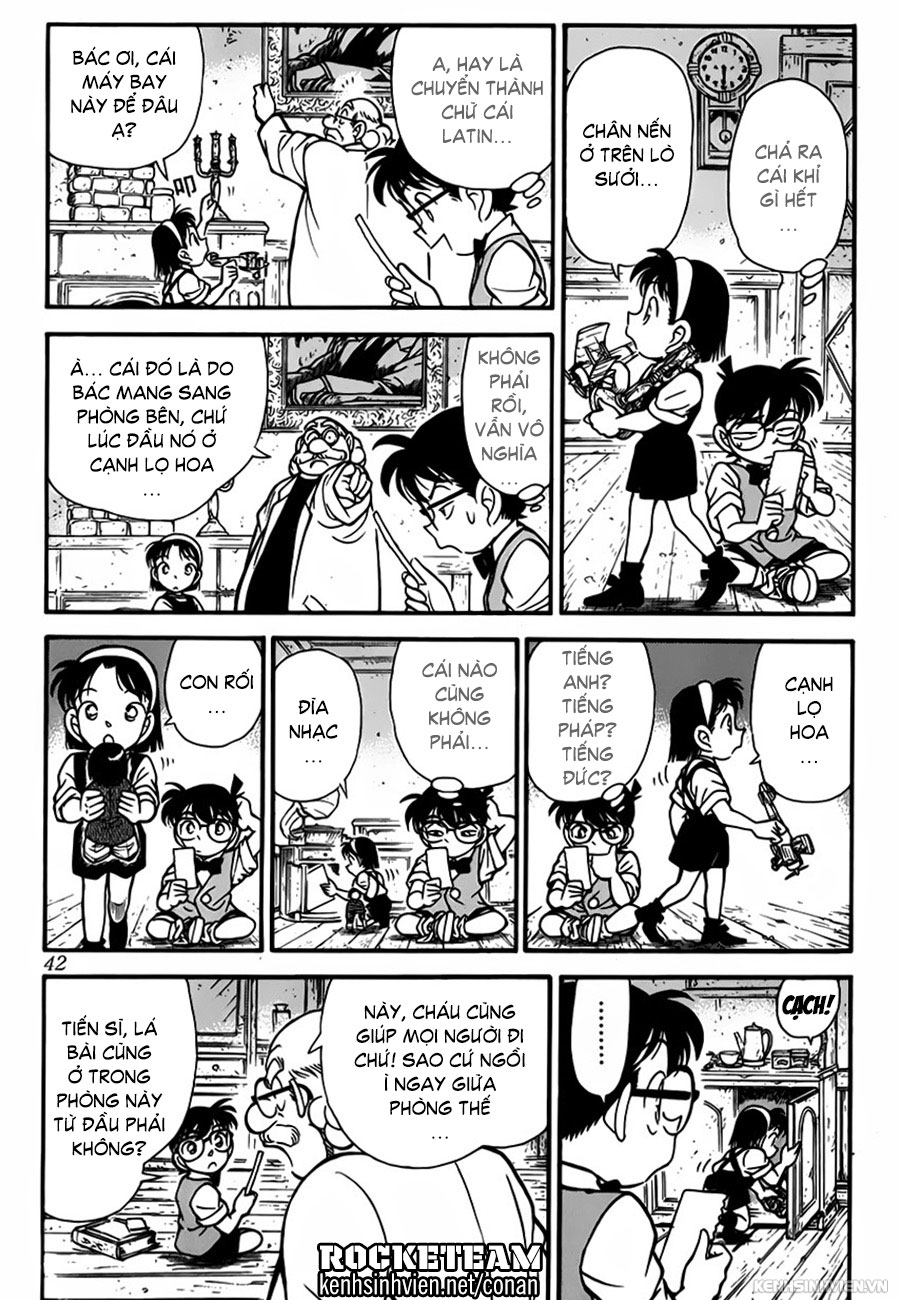 CHẢ RA
CÁI KHỈ
GÌ HẾT
...
CHÂN NẾN
Ở TRÊN LÒ
SƯỞI...
A, HAY LÀ
CHUYỂN THÀNH
CHỮ CÁI
LATIN...
BÁC ƠI, CÁI
MÁY BAY
NÀY ĐỂ ĐÂU
Ạ?
KHÔNG
PHẢI
RỒI,
VẪN VÔ
NGHĨA
À... CÁI ĐÓ LÀ DO
BÁC MANG SANG
PHÒNG BÊN, CHỨ
LÚC ĐẦU NÓ Ở
CẠNH LỌ HOA
...
CẠNH
LỌ
HOA
...
TIẾNG
ANH?
TIẾNG
PHÁP?
TIẾNG
ĐỨC?
CÁI NÀO
CŨNG
KHÔNG
PHẢI...
ĐĨA
NHẠC
...
CON RỐI
...
42
CẠCH!
.........
NÀY, CHÁU CŨNG
GIÚP MỌI NGƯỜI ĐI
CHỨ! SAO CỨ NGỒI
Ì NGAY GIỮA
PHÒNG THẾ
...
TIẾN SĨ, LÁ
BÀI CŨNG
Ở TRONG
PHÒNG NÀY
TỪ ĐẦU PHẢI
KHÔNG?
ROCKETEAM
kenhsinhvien.net/conan
KENHSINHVIEN.VN